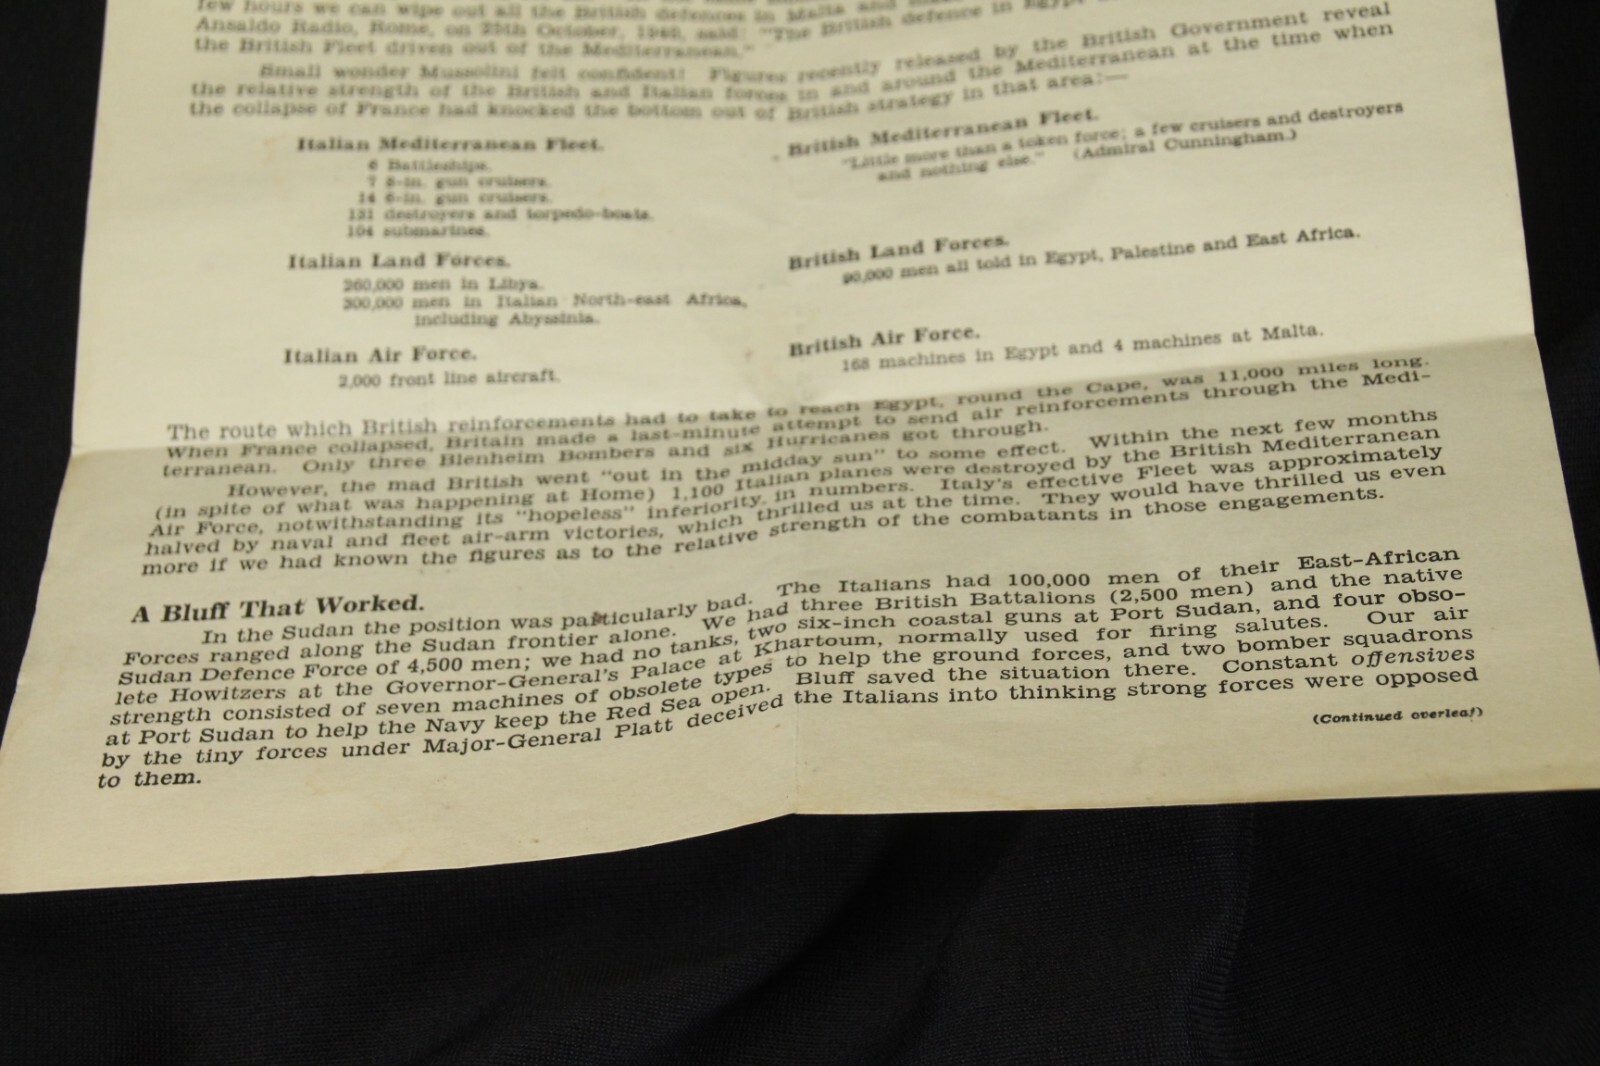 few hours we can wipe out all the British defences in Malta and
Ansaldo Radio, Rome, on 25th October, 1940, said: "The British defence in Egypt
the British Fleet driven out of the Mediterranean."
Small wonder Mussolini felt confident! Figures recently released by the British Government reveal
the relative strength of the British and Italian forces in and around the Mediterranean at the time when
the collapse of France had knocked the bottom out of British strategy in that area:—
Italian Mediterranean Fleet.
6 Battleships.
7 8-in. gun cruisers.
14 6-in. gun cruisers.
131 destroyers and torpedo-boats.
104 submarines.
British Mediterranean Fleet.
"Little more than a token force; a few cruisers and destroyers
and nothing else." (Admiral Cunningham.)
Italian Land Forces.
260,000 men in Libya.
300,000 men in Italian North-east Africa,
including Abyssinia.
British Land Forces.
90,000 men all told in Egypt, Palestine and East Africa.
Italian Air Force.
2,000 front line aircraft.
British Air Force.
168 machines in Egypt and 4 machines at Malta.
The route which British reinforcements had to take to reach Egypt, round the Cape, was 11,000 miles long.
When France collapsed, Britain made a last-minute attempt to send air reinforcements through the Medi-
terranean. Only three Blenheim Bombers and six Hurricanes got through.
However, the mad British went "out in the midday sun" to some effect. Within the next few months
(in spite of what was happening at Home) 1,100 Italian planes were destroyed by the British Mediterranean
Air Force, notwithstanding its "hopeless" inferiority in numbers. Italy's effective Fleet was approximately
halved by naval and fleet air-arm victories, which thrilled us at the time. They would have thrilled us even
more if we had known the figures as to the relative strength of the combatants in those engagements.
A Bluff That Worked.
In the Sudan the position was particularly bad. The Italians had 100,000 men of their East-African
Forces ranged along the Sudan frontier alone. We had three British Battalions (2,500 men) and the native
Sudan Defence Force of 4,500 men; we had no tanks, two six-inch coastal guns at Port Sudan, and four obso-
lete Howitzers at the Governor-General's Palace at Khartoum, normally used for firing salutes. Our air
strength consisted of seven machines of obsolete types to help the ground forces, and two bomber squadrons
at Port Sudan to help the Navy keep the Red Sea open. Bluff saved the situation there. Constant offensives
by the tiny forces under Major-General Platt deceived the Italians into thinking strong forces were opposed
to them.
(Continued overleaf)